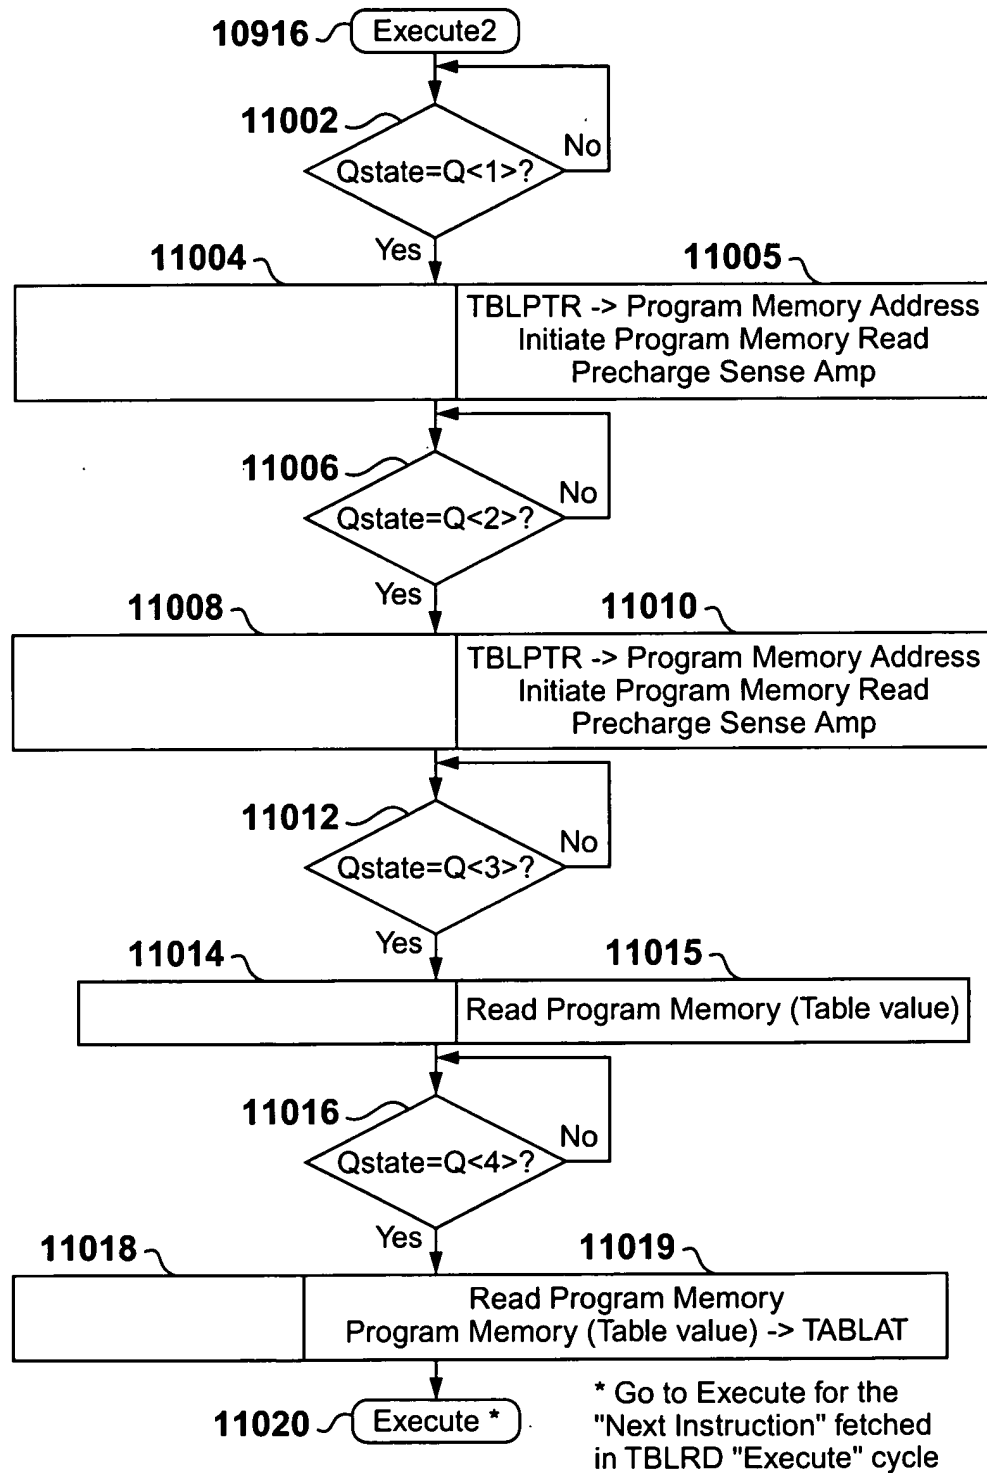 10916
Execute2
11002
Qstate=Q<1>?
No
Yes
11004
11005
TBLPTR -> Program Memory Address
Initiate Program Memory Read
Precharge Sense Amp
11006
Qstate=Q<2>?
No
Yes
11008
11010
TBLPTR -> Program Memory Address
Initiate Program Memory Read
Precharge Sense Amp
11012
Qstate=Q<3>?
No
Yes
11014
11015
Read Program Memory (Table value)
11016
Qstate=Q<4>?
No
Yes
11018
11019
Read Program Memory
Program Memory (Table value) -> TABLAT
11020
Execute *
* Go to Execute for the
"Next Instruction" fetched
in TBLRD "Execute" cycle